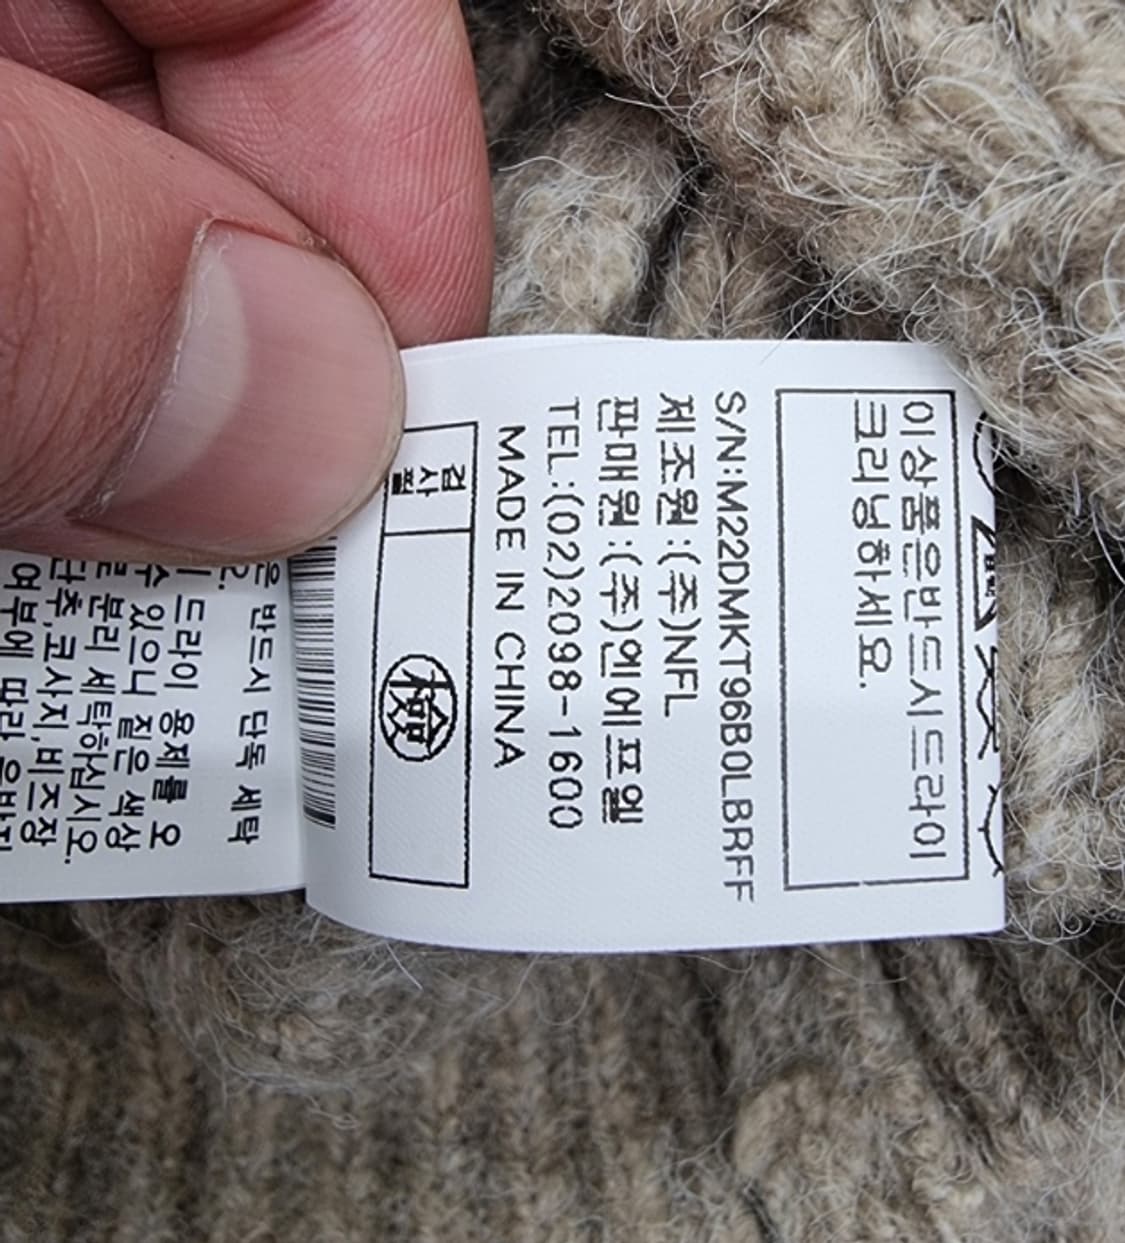 이상품은반드시드라이
크리닝하세요.
S/N:M22DMKT96B0LBRFF
제조원:(주)NFL
판매원:(주)엔에프엘
TEL:(02)2098-1600
MADE IN CHINA
검사필
檢
은 반드시 단독 세탁
요.
드라이 용제를 오
수 있으니 짙은 색상
분리 세탁하십시오.
단추,코사지,비즈장
여부에 따라